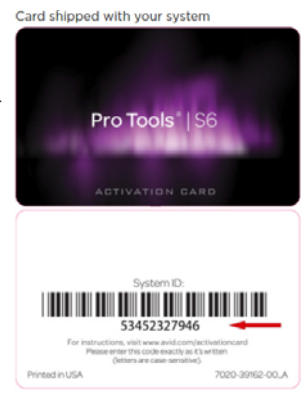 Card shipped with your system
Pro Tools® | S6
ACTIVATION CARD
System ID:
53452327946
For instructions, visit www.avid.com/activationcard
Please enter this code exactly as it's written
(letters are case-sensitive).
Printed in USA
7020-39162-00_A